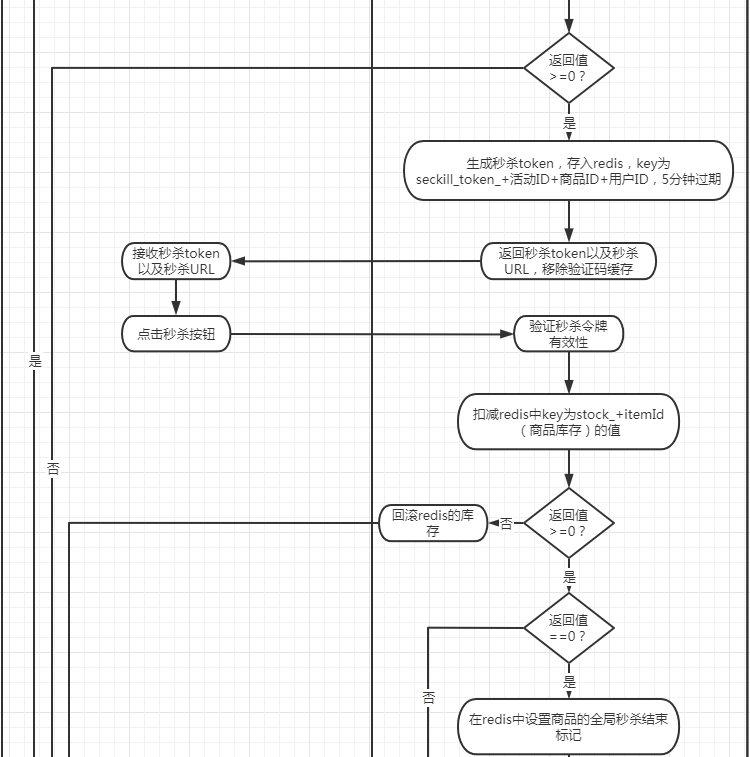 返回值
>=0？
是
生成秒杀token，存入redis，key为
seckill_token_+活动ID+商品ID+用户ID，5分钟过期
接收秒杀token
以及秒杀URL
返回秒杀token以及秒杀
URL，移除验证码缓存
点击秒杀按钮
验证秒杀令牌
有效性
是
扣减redis中key为stock_+itemId
（商品库存）的值
否
回滚redis的库
存
否
返回值
>=0？
是
返回值
==0？
是
否
在redis中设置商品的全局秒杀结束
标记